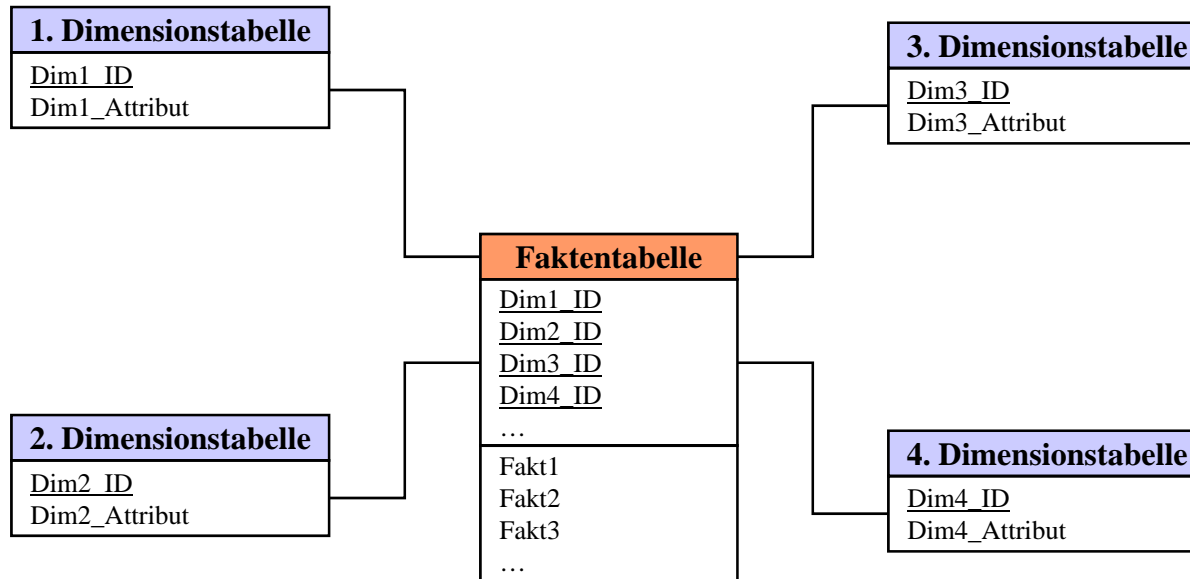 1. Dimensionstabelle
Dim1_ID
Dim1_Attribut
3. Dimensionstabelle
Dim3_ID
Dim3_Attribut
Faktentabelle
Dim1_ID
Dim2_ID
Dim3_ID
Dim4_ID
…
Fakt1
Fakt2
Fakt3
…
2. Dimensionstabelle
Dim2_ID
Dim2_Attribut
4. Dimensionstabelle
Dim4_ID
Dim4_Attribut